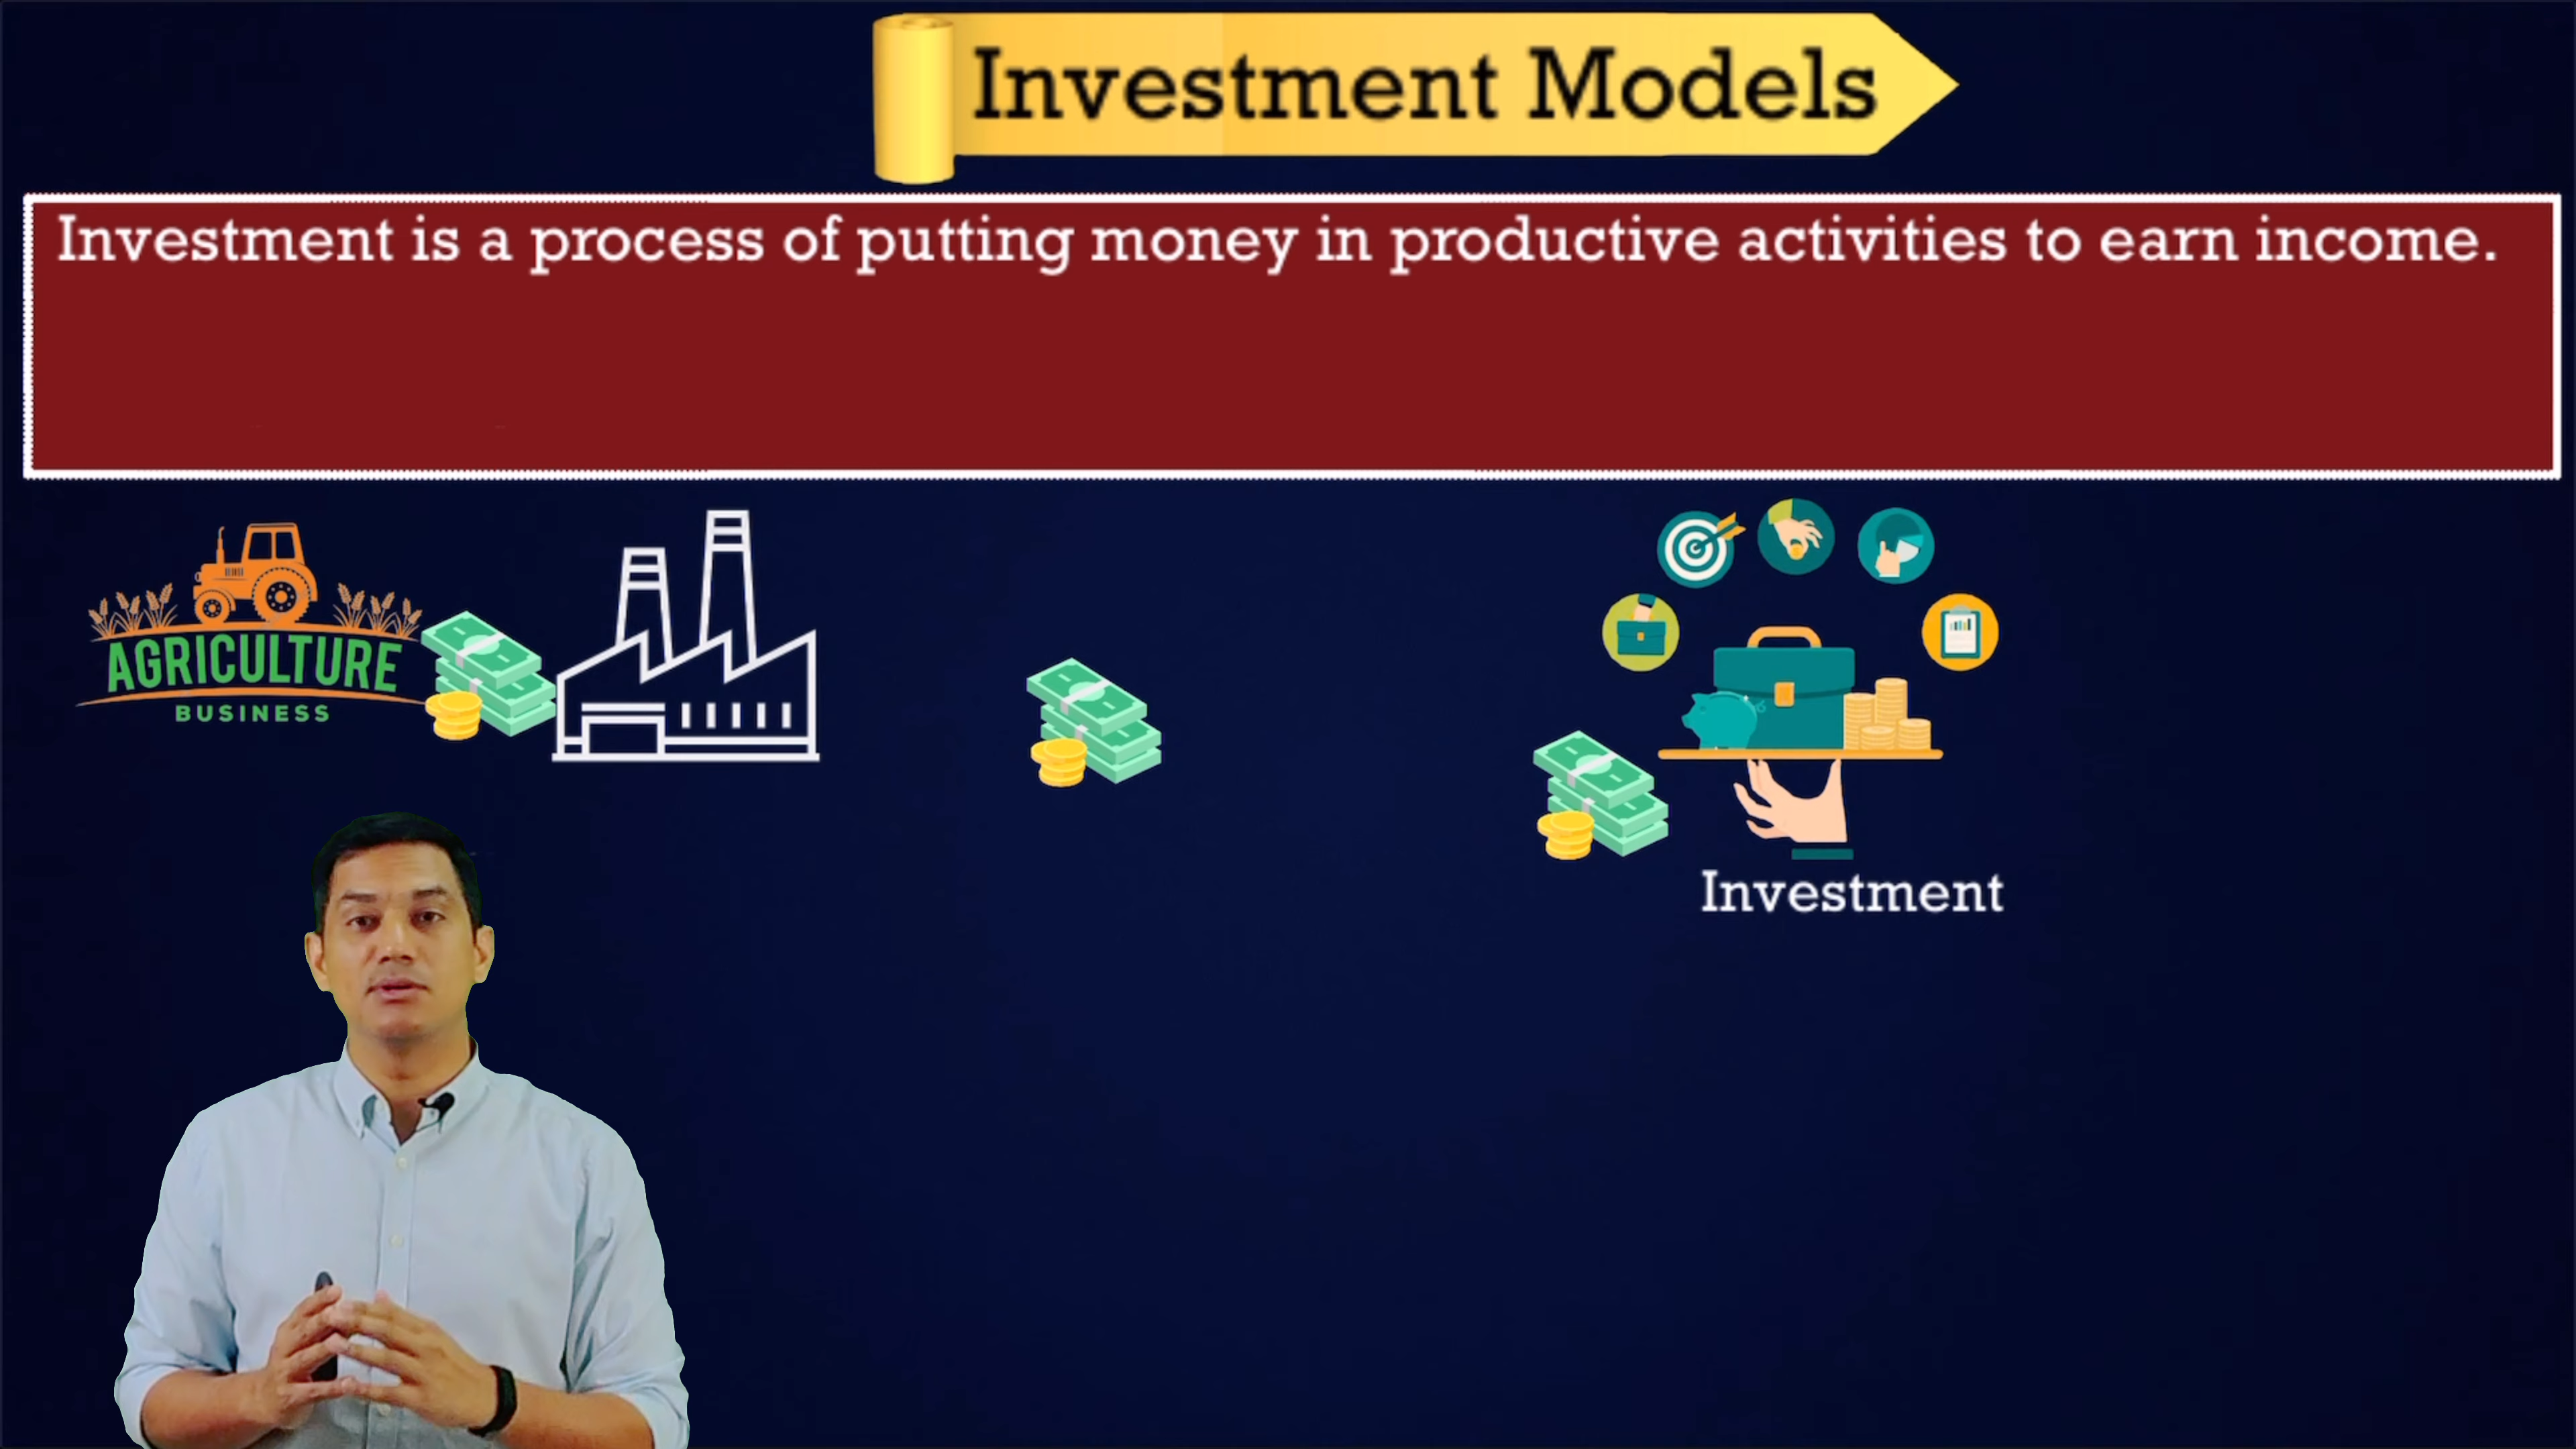 Investment Models
Investment is a process of putting money in productive activities to earn income.
AGRICULTURE
BUSINESS
Investment